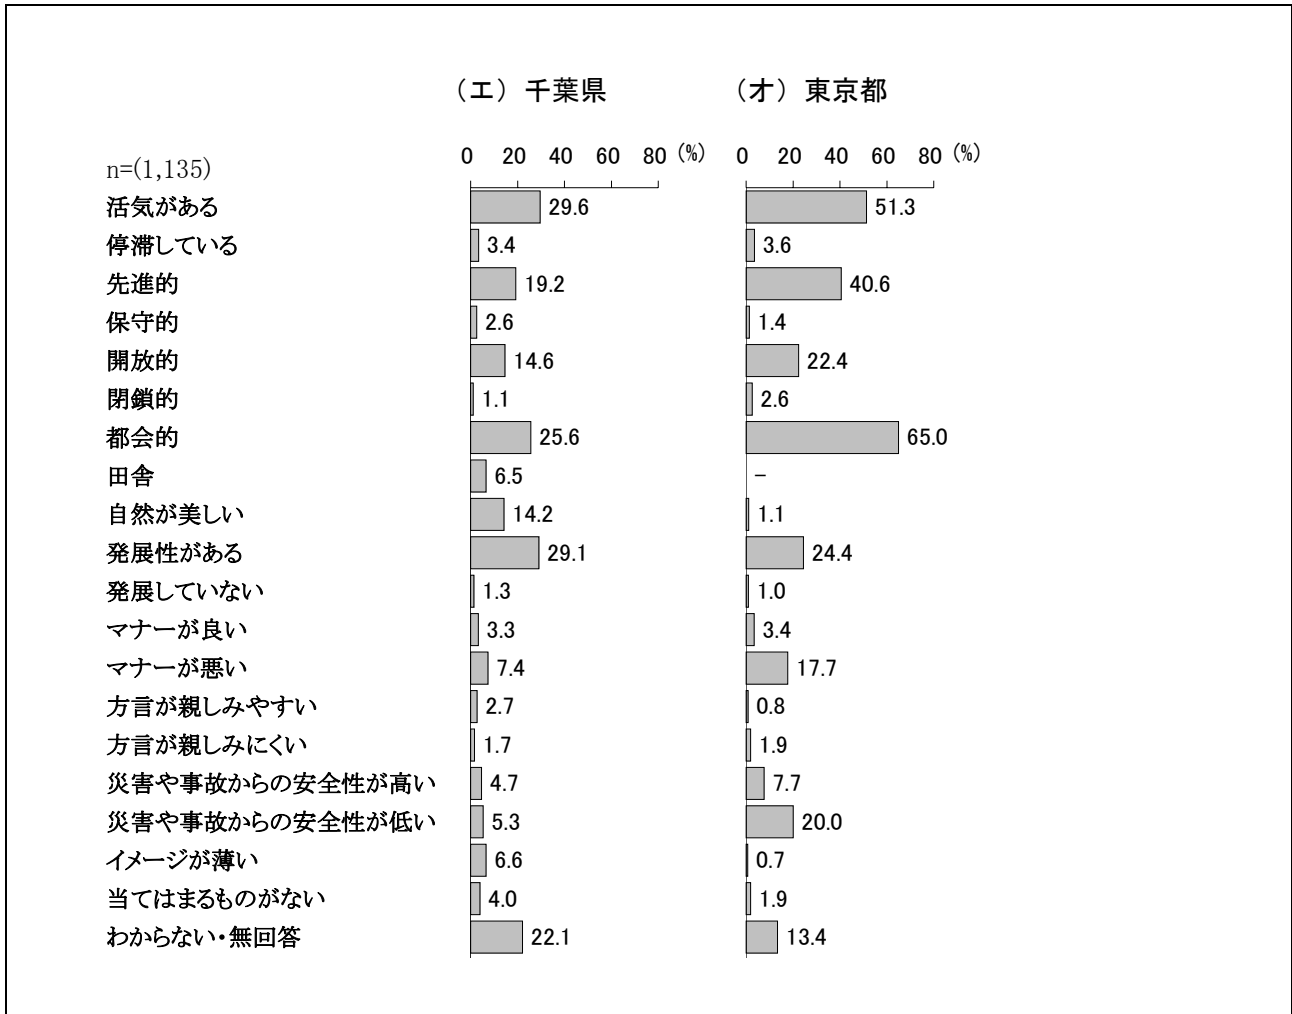 （エ）千葉県 （オ）東京都
0 20 40 60 80 (%) 0 20 40 60 80 (%)
n=(1,135)
活気がある 29.6 51.3
停滞している 3.4 3.6
先進的 19.2 40.6
保守的 2.6 1.4
開放的 14.6 22.4
閉鎖的 1.1 2.6
都会的 25.6 65.0
田舎 6.5 －
自然が美しい 14.2 1.1
発展性がある 29.1 24.4
発展していない 1.3 1.0
マナーが良い 3.3 3.4
マナーが悪い 7.4 17.7
方言が親しみやすい 2.7 0.8
方言が親しみにくい 1.7 1.9
災害や事故からの安全性が高い 4.7 7.7
災害や事故からの安全性が低い 5.3 20.0
イメージが薄い 6.6 0.7
当てはまるものがない 4.0 1.9
わからない・無回答 22.1 13.4